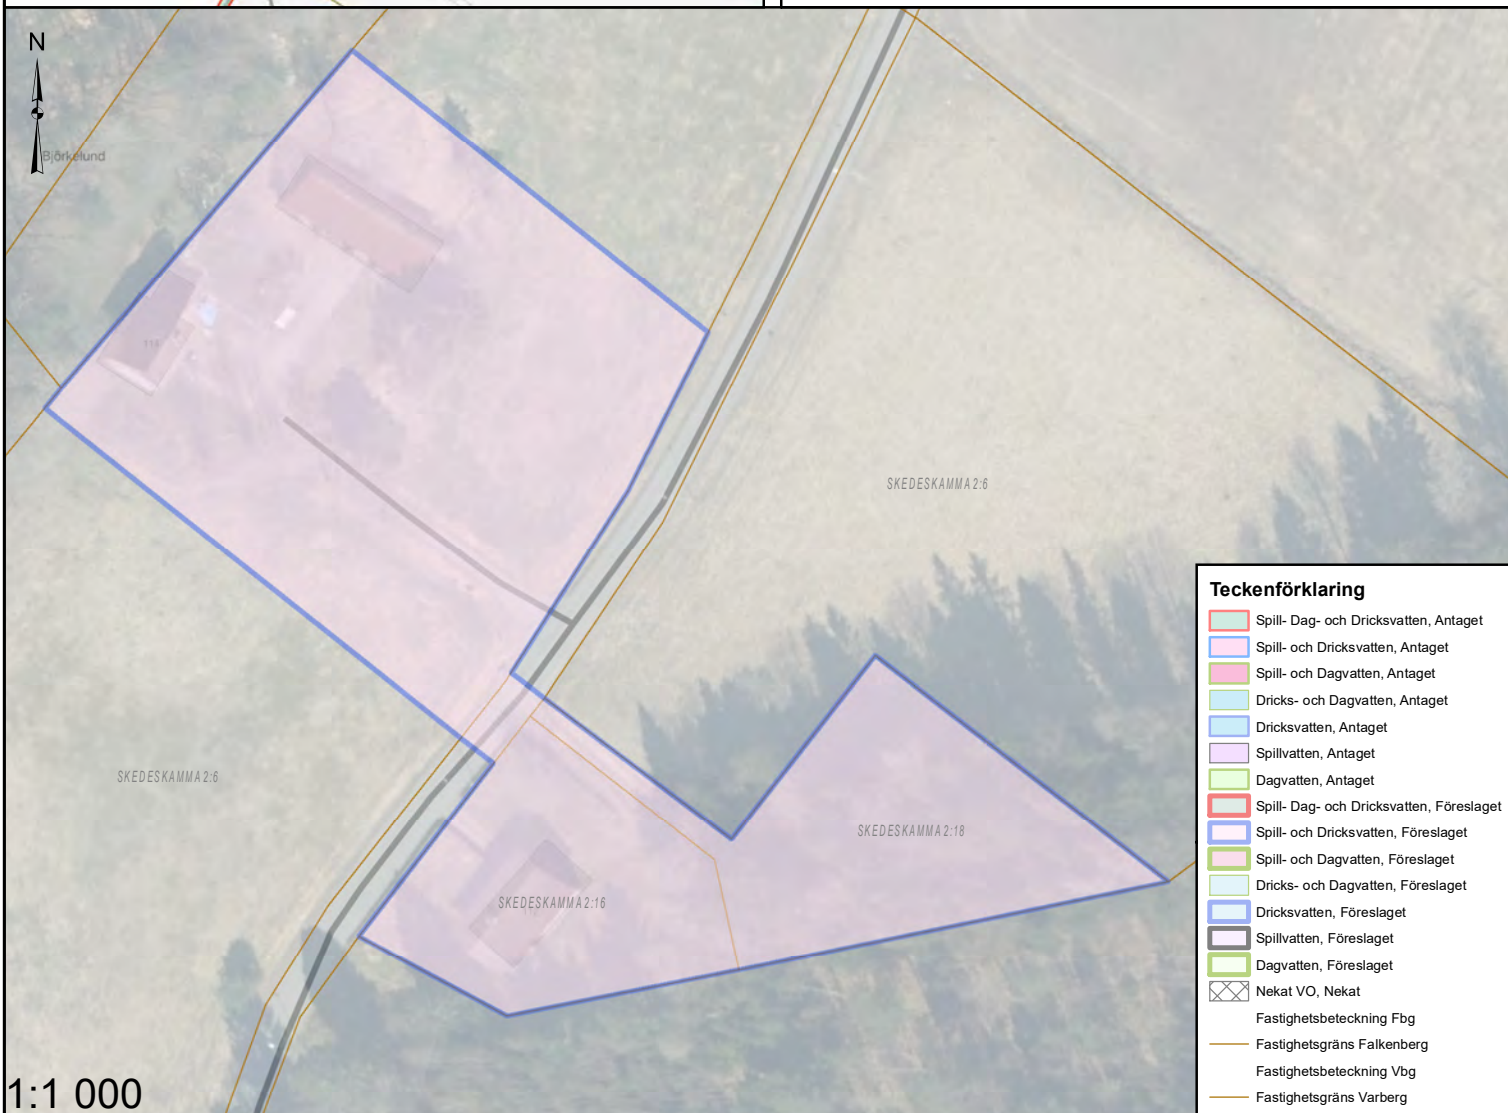 N
Björkelund
SKEDESKAMMA 2:6
SKEDESKAMMA 2:6
SKEDESKAMMA 2:18
SKEDESKAMMA 2:16
1:1 000
Teckenförklaring
Spill- Dag- och Dricksvatten, Antaget
Spill- och Dricksvatten, Antaget
Spill- och Dagvatten, Antaget
Dricks- och Dagvatten, Antaget
Dricksvatten, Antaget
Spillvatten, Antaget
Dagvatten, Antaget
Spill- Dag- och Dricksvatten, Föreslaget
Spill- och Dricksvatten, Föreslaget
Spill- och Dagvatten, Föreslaget
Dricks- och Dagvatten, Föreslaget
Dricksvatten, Föreslaget
Spillvatten, Föreslaget
Dagvatten, Föreslaget
Nekat VO, Nekat
Fastighetsbeteckning Fbg
Fastighetsgräns Falkenberg
Fastighetsbeteckning Vbg
Fastighetsgräns Varberg